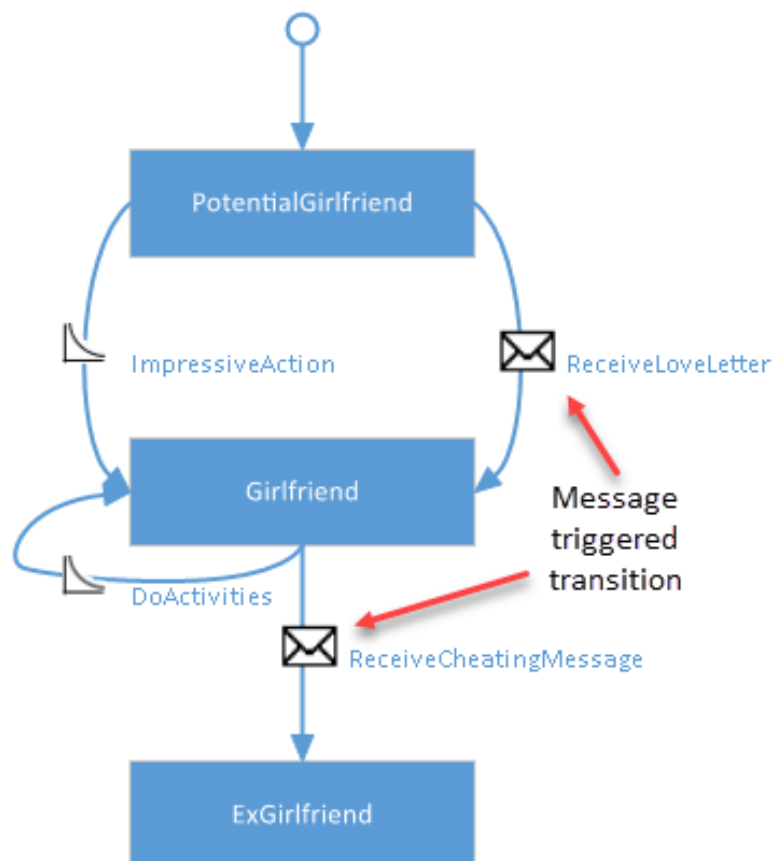 PotentialGirlfriend
ImpressiveAction
ReceiveLoveLetter
Girlfriend
Message
triggered
transition
DoActivities
ReceiveCheatingMessage
ExGirlfriend